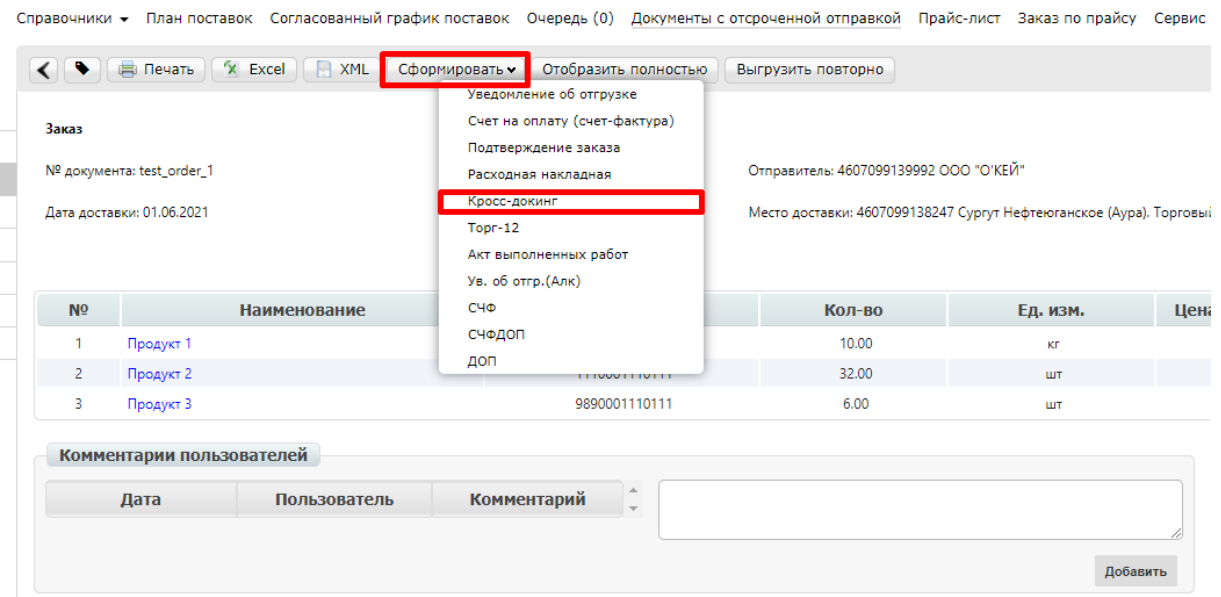 Справочники План поставок Согласованный график поставок Очередь (0) Документы с отсроченной отправкой Прайс-лист Заказ по прайсу Сервис
Печать Excel XML Сформировать Отобразить полностью Выгрузить повторно
Уведомление об отгрузке
Счет на оплату (счет-фактура)
Подтверждение заказа
Расходная накладная
Кросс-докинг
Торг-12
Акт выполненных работ
Ув. об отгр.(Алк)
СЧФ
СЧФДОП
ДОП
Заказ
№ документа: test_order_1
Отправитель: 4607099139992 ООО "О'КЕЙ"
Дата доставки: 01.06.2021
Место доставки: 4607099138247 Сургут Нефтеюганское (Аура). Торговый
№ Наименование Кол-во Ед. изм. Цена
1 Продукт 1 10.00 кг
2 Продукт 2 32.00 шт
3 Продукт 3 9890001110111 6.00 шт
Комментарии пользователей
Дата Пользователь Комментарий
Добавить